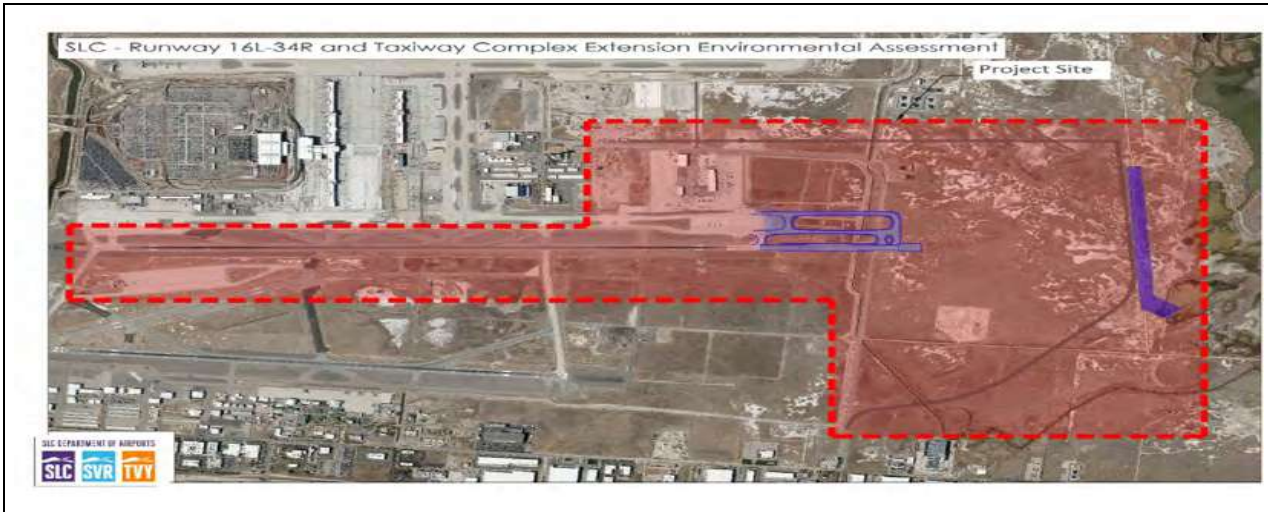 SLC - Runway 16L-34R and Taxiway Complex Extension Environmental Assessment
Project Site
SLC DEPARTMENT OF AIRPORTS
SLC SVR TVY